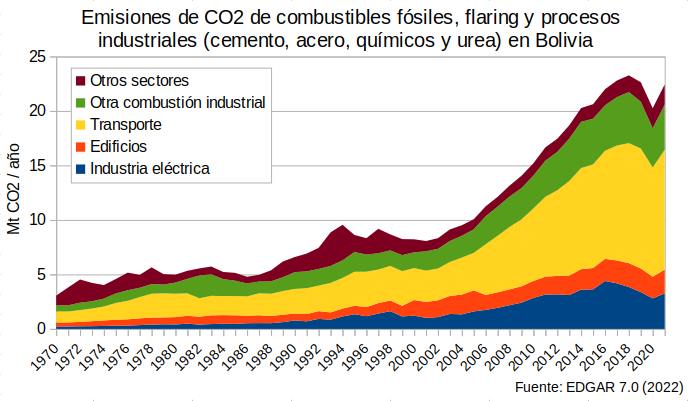 Emisiones de CO2 de combustibles fósiles, flaring y procesos
industriales (cemento, acero, químicos y urea) en Bolivia
25
20
15
10
5
0
Mt CO2 / año
Otros sectores
Otra combustión industrial
Transporte
Edificios
Industria eléctrica
1970 1972 1974 1976 1978 1980 1982 1984 1986 1988 1990 1992 1994 1996 1998 2000 2002 2004 2006 2008 2010 2012 2014 2016 2018 2020
Fuente: EDGAR 7.0 (2022)